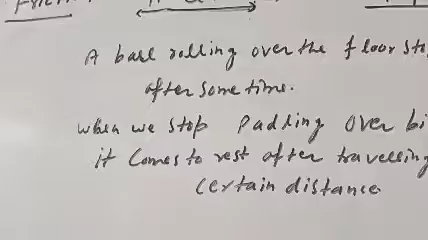 A ball rolling over the floor sto
after some time.
when we stop Padding over bi
it comes to rest after travelling
certain distance